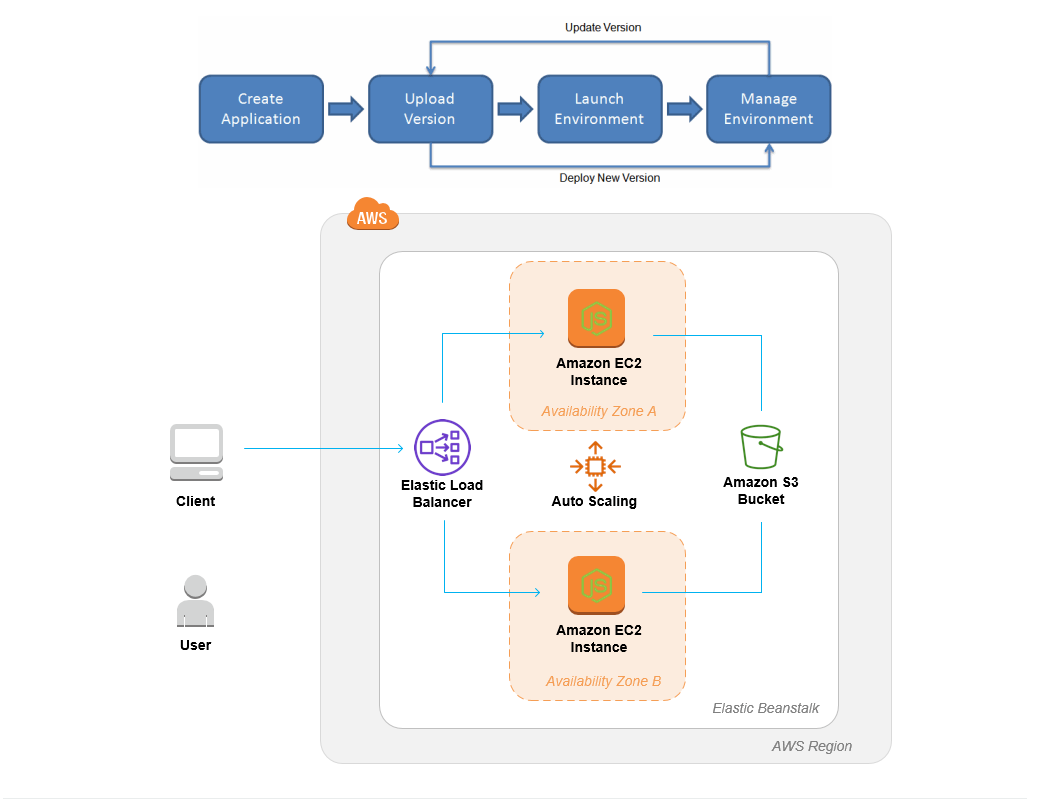 Update Version
Create
Application
Upload
Version
Launch
Environment
Manage
Environment
Deploy New Version
AWS
JS
Amazon EC2
Instance
Availability Zone A
Client
Elastic Load
Balancer
Auto Scaling
Amazon S3
Bucket
JS
Amazon EC2
Instance
User
Availability Zone B
Elastic Beanstalk
AWS Region